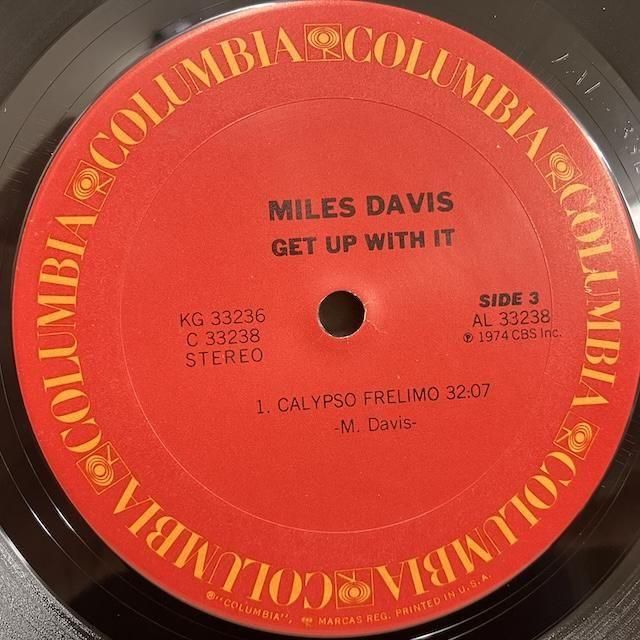 COLUMBIA COLUMBIA COLUMBIA COLUMBIA COLUMBIA COLUMBIA
MILES DAVIS
GET UP WITH IT
KG 33236
C 33238
STEREO
SIDE 3
AL 33238
℗ 1974 CBS Inc.
1. CALYPSO FRELIMO 32:07
-M. Davis-
®"COLUMBIA", MARCAS REG. PRINTED IN U.S.A.